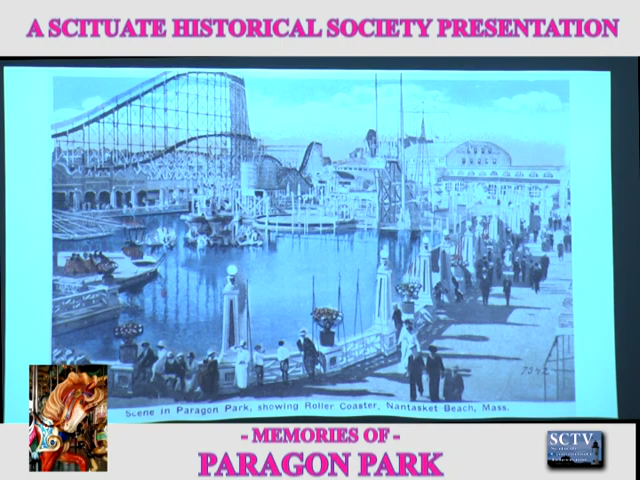 A SCITUATE HISTORICAL SOCIETY PRESENTATION
7342
Scene in Paragon Park, showing Roller Coaster, Nantasket Beach, Mass.
- MEMORIES OF -
PARAGON PARK
SCTV